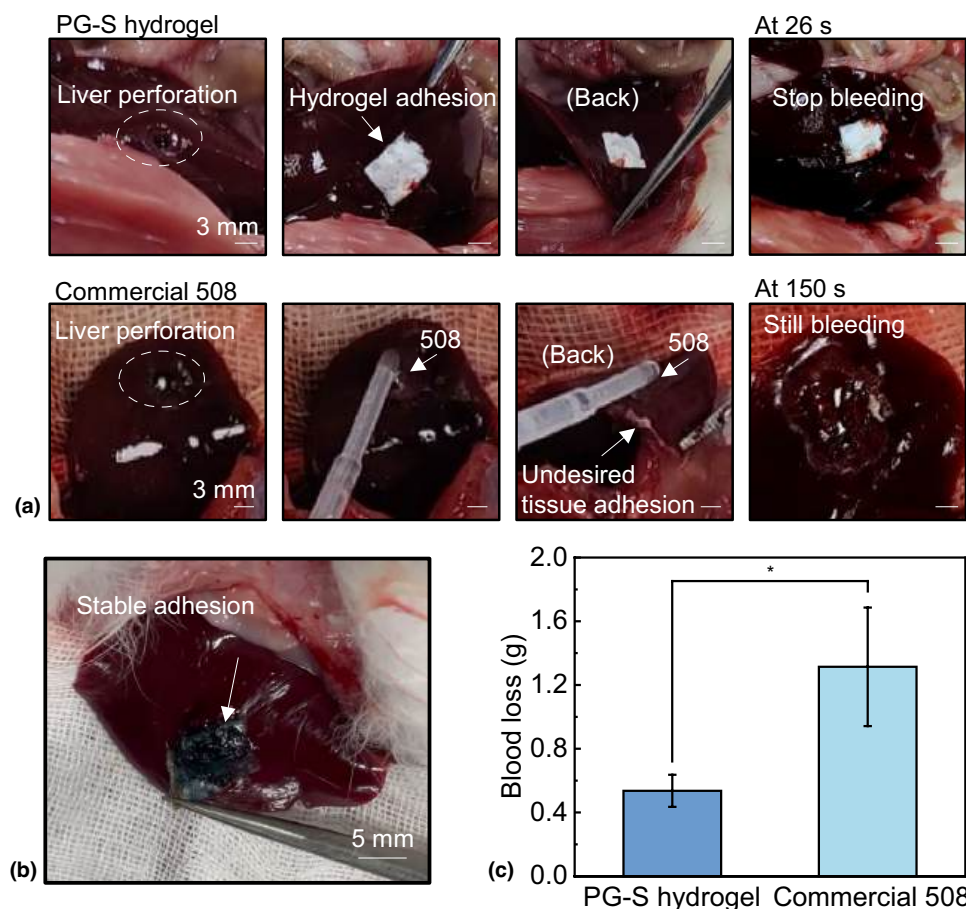 PG-S hydrogel
At 26 s
Liver perforation
3 mm
Hydrogel adhesion
(Back)
Stop bleeding
Commercial 508
At 150 s
Liver perforation
3 mm
508
(Back)
508
Undesired
tissue adhesion
Still bleeding
(a)
Stable adhesion
5 mm
(b)
2.0
1.6
1.2
0.8
0.4
0.0
Blood loss (g)
*
PG-S hydrogel
Commercial 508
(c)